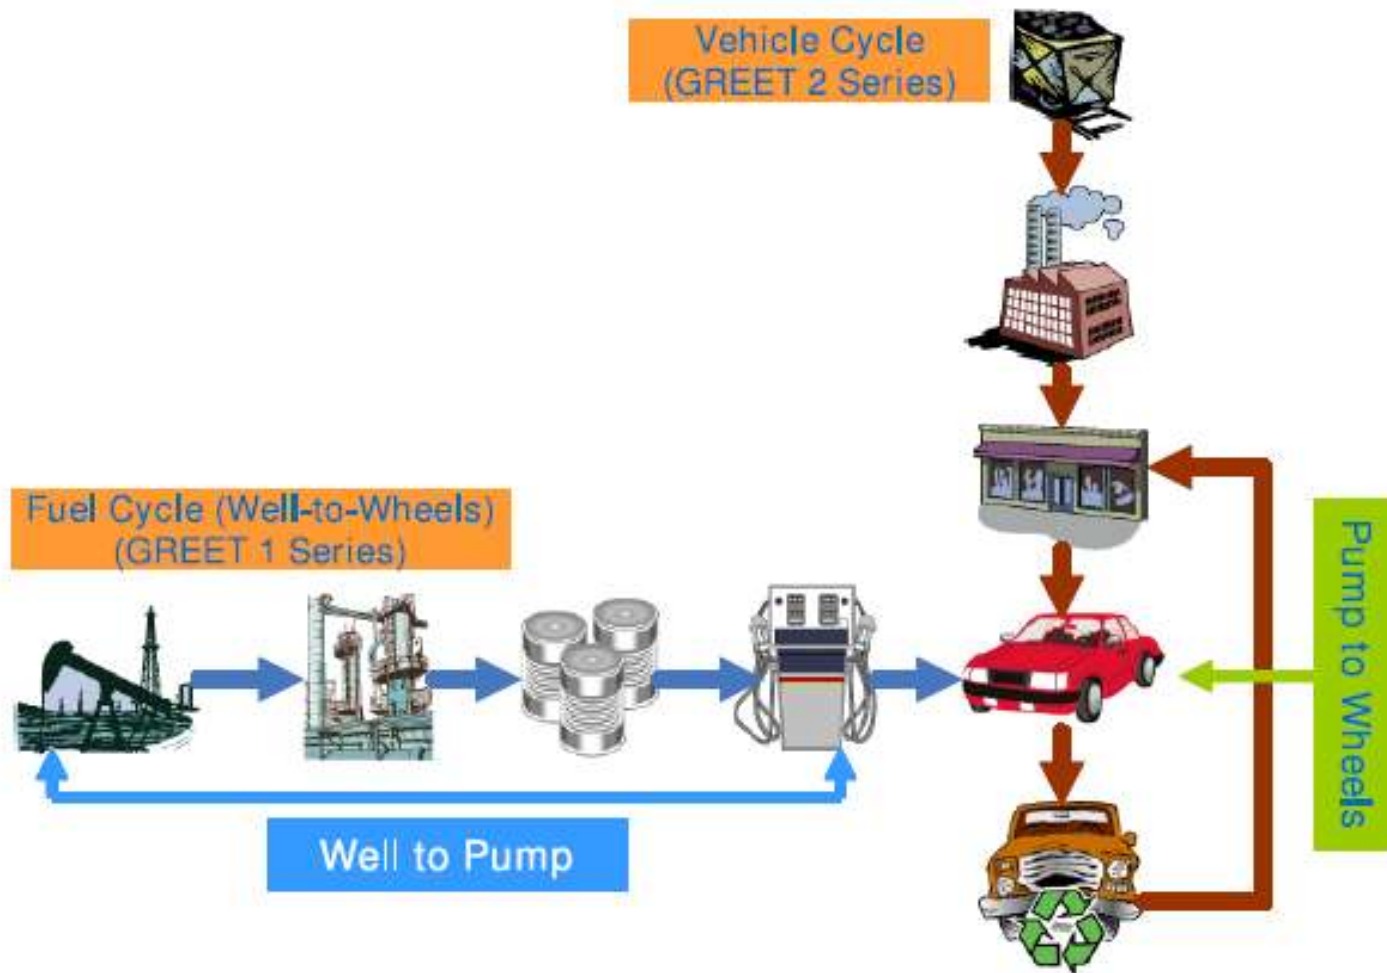 Vehicle Cycle
(GREET 2 Series)
Fuel Cycle (Well-to-Wheels)
(GREET 1 Series)
Pump to Wheels
Well to Pump